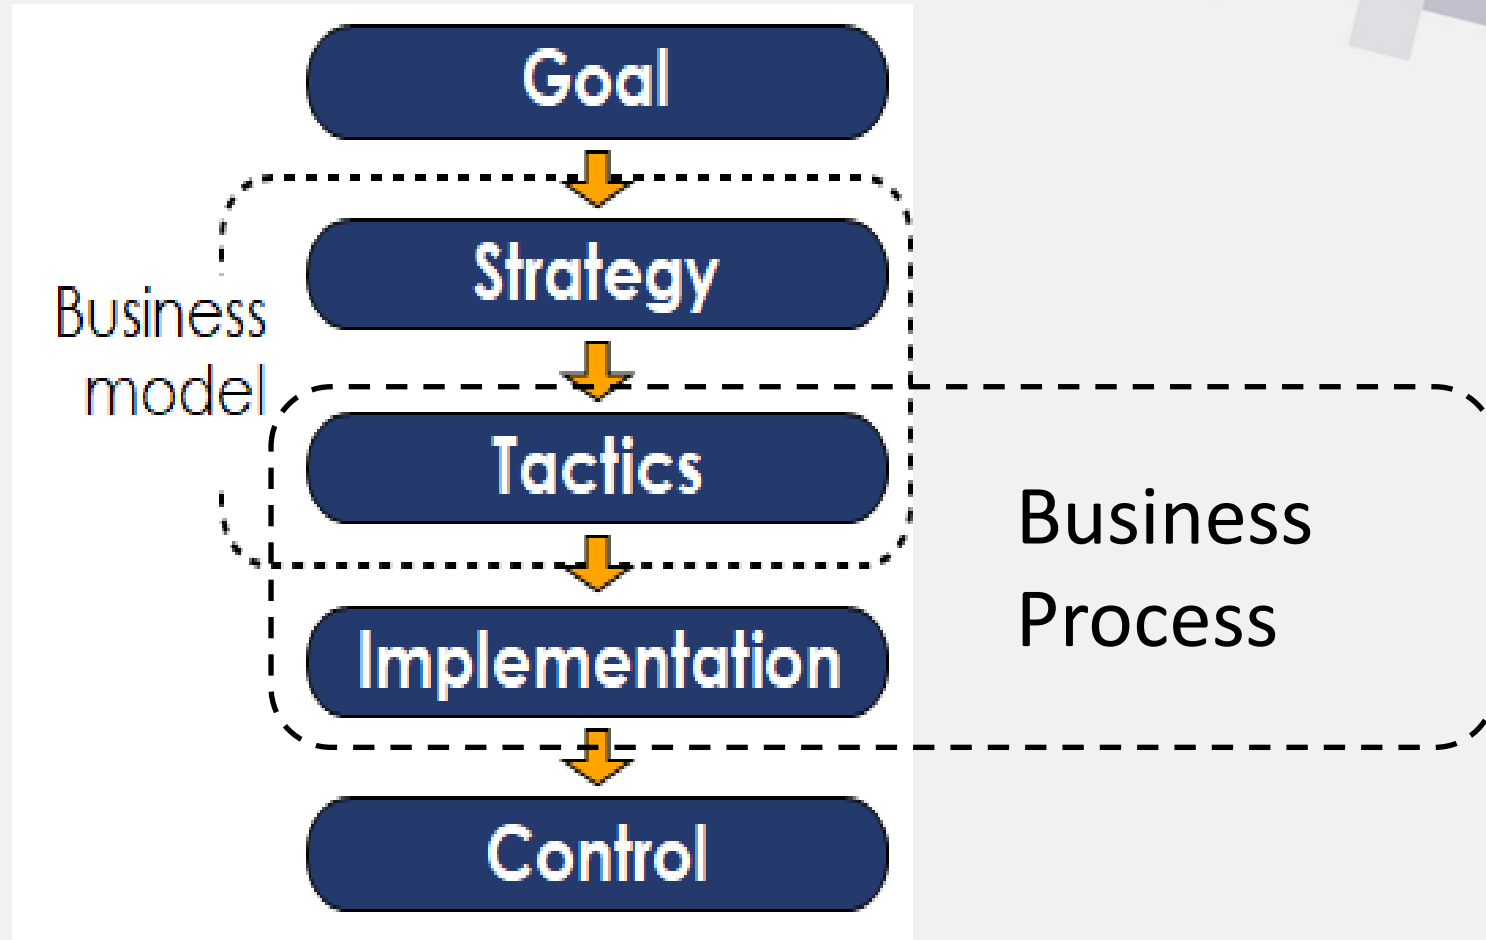 Goal
Strategy
Business
model
Tactics
Business
Process
Implementation
Control